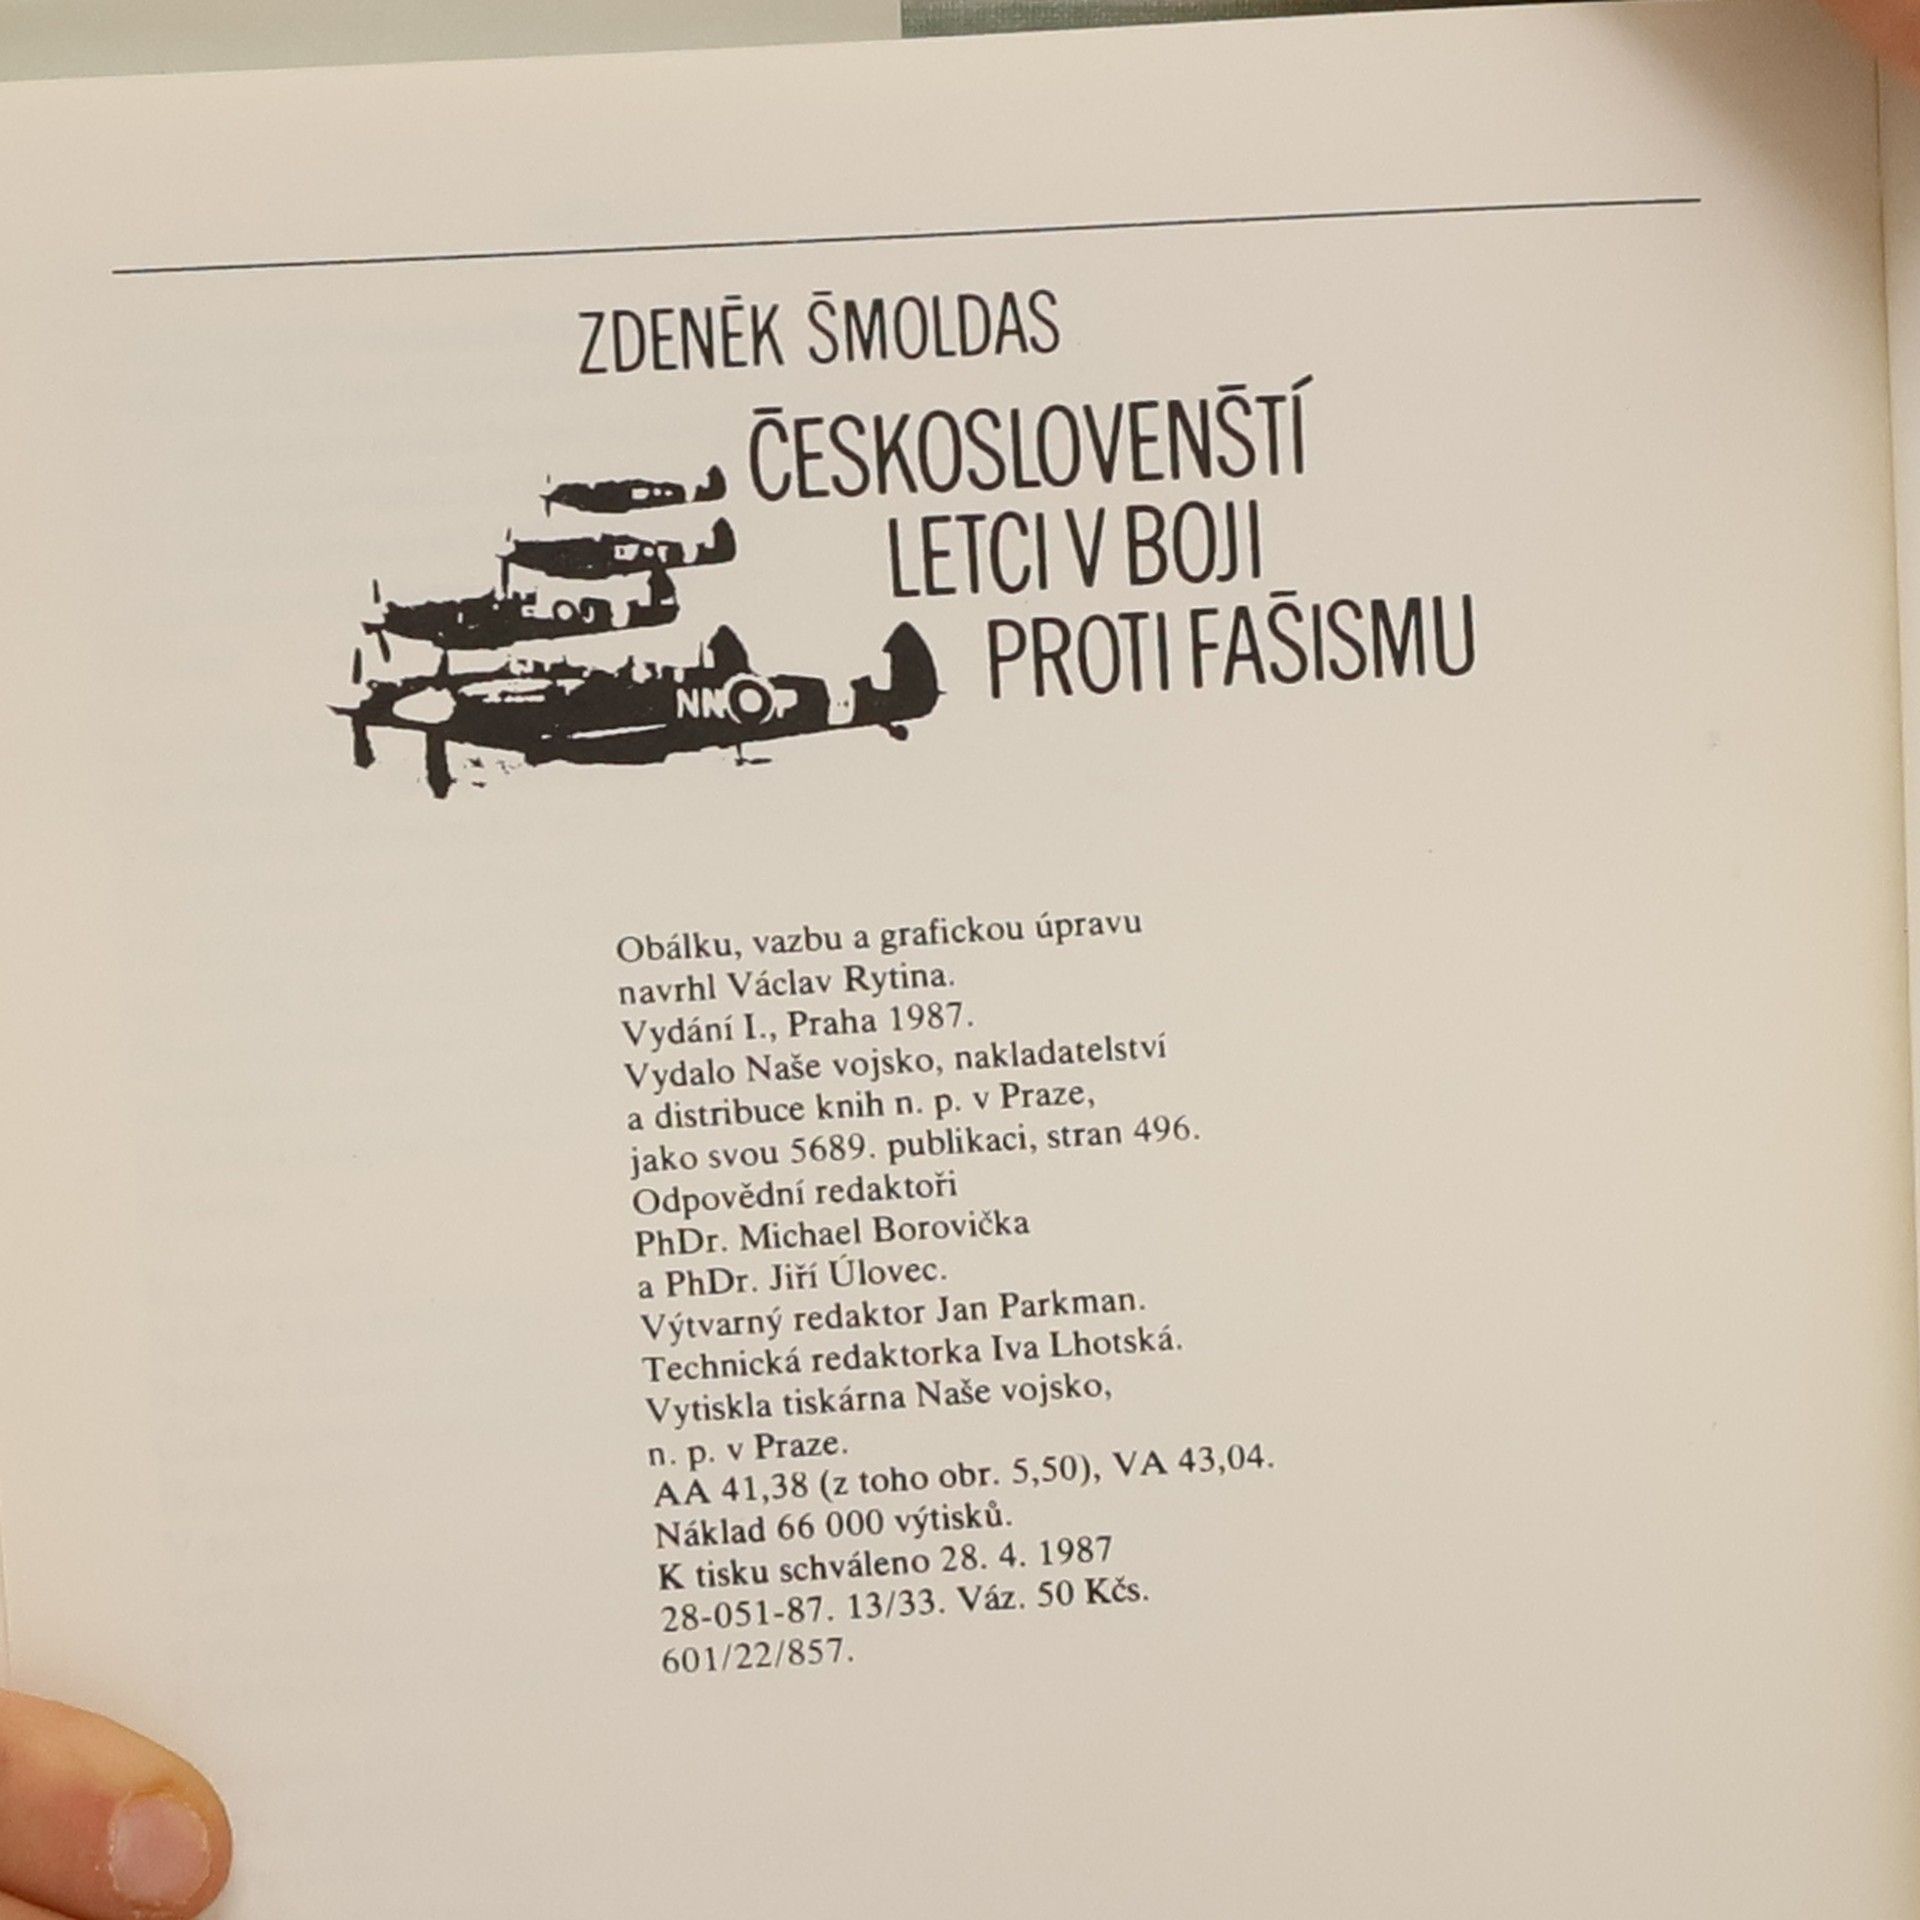 ZDENĚK ŠMOLDAS
ČESKOSLOVENŠTÍ
LETCI V BOJI
PROTI FAŠISMU
NN P
Obálku, vazbu a grafickou úpravu
navrhl Václav Rytina.
Vydání I., Praha 1987.
Vydalo Naše vojsko, nakladatelství
a distribuce knih n. p. v Praze,
jako svou 5689. publikaci, stran 496.
Odpovědní redaktoři
PhDr. Michael Borovička
a PhDr. Jiří Úlovec.
Výtvarný redaktor Jan Parkman.
Technická redaktorka Iva Lhotská.
Vytiskla tiskárna Naše vojsko,
n. p. v Praze.
AA 41,38 (z toho obr. 5,50), VA 43,04.
Náklad 66 000 výtisků.
K tisku schváleno 28. 4. 1987
28-051-87. 13/33. Váz. 50 Kčs.
601/22/857.